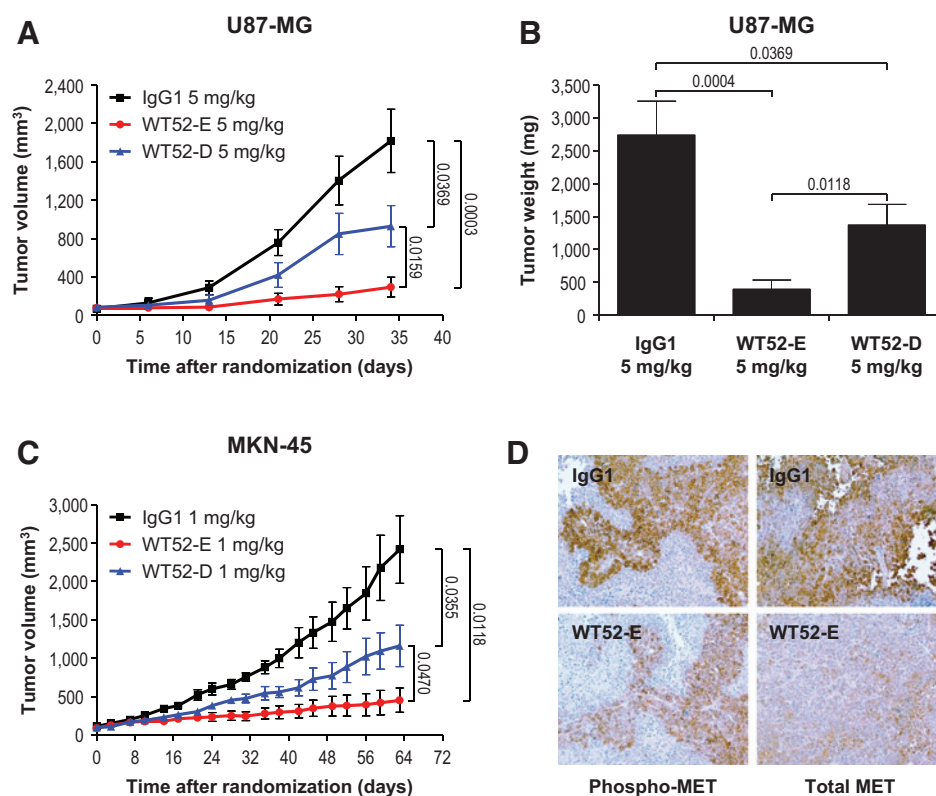 A
U87-MG
Tumor volume (mm³)
2,400
2,000
1,600
1,200
800
400
0
IgG1 5 mg/kg
WT52-E 5 mg/kg
WT52-D 5 mg/kg
0.0369
0.0003
0.0159
0 5 10 15 20 25 30 35 40
Time after randomization (days)
B
U87-MG
Tumor weight (mg)
3,500
3,000
2,500
2,000
1,500
1,000
500
0
0.0369
0.0004
0.0118
IgG1 WT52-E WT52-D
5 mg/kg 5 mg/kg 5 mg/kg
C
MKN-45
Tumor volume (mm³)
3,000
2,500
2,000
1,500
1,000
500
0
IgG1 1 mg/kg
WT52-E 1 mg/kg
WT52-D 1 mg/kg
0.0355
0.0118
0.0470
0 8 16 24 32 40 48 56 64 72
Time after randomization (days)
D
IgG1 IgG1
WT52-E WT52-E
Phospho-MET Total MET